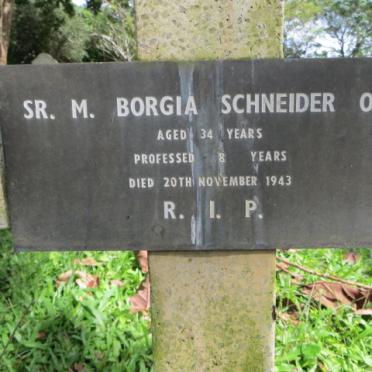 SR. M. BORGIA SCHNEIDER O
AGED 34 YEARS
PROFESSED 8 YEARS
DIED 20TH NOVEMBER 1943
R. I. P.